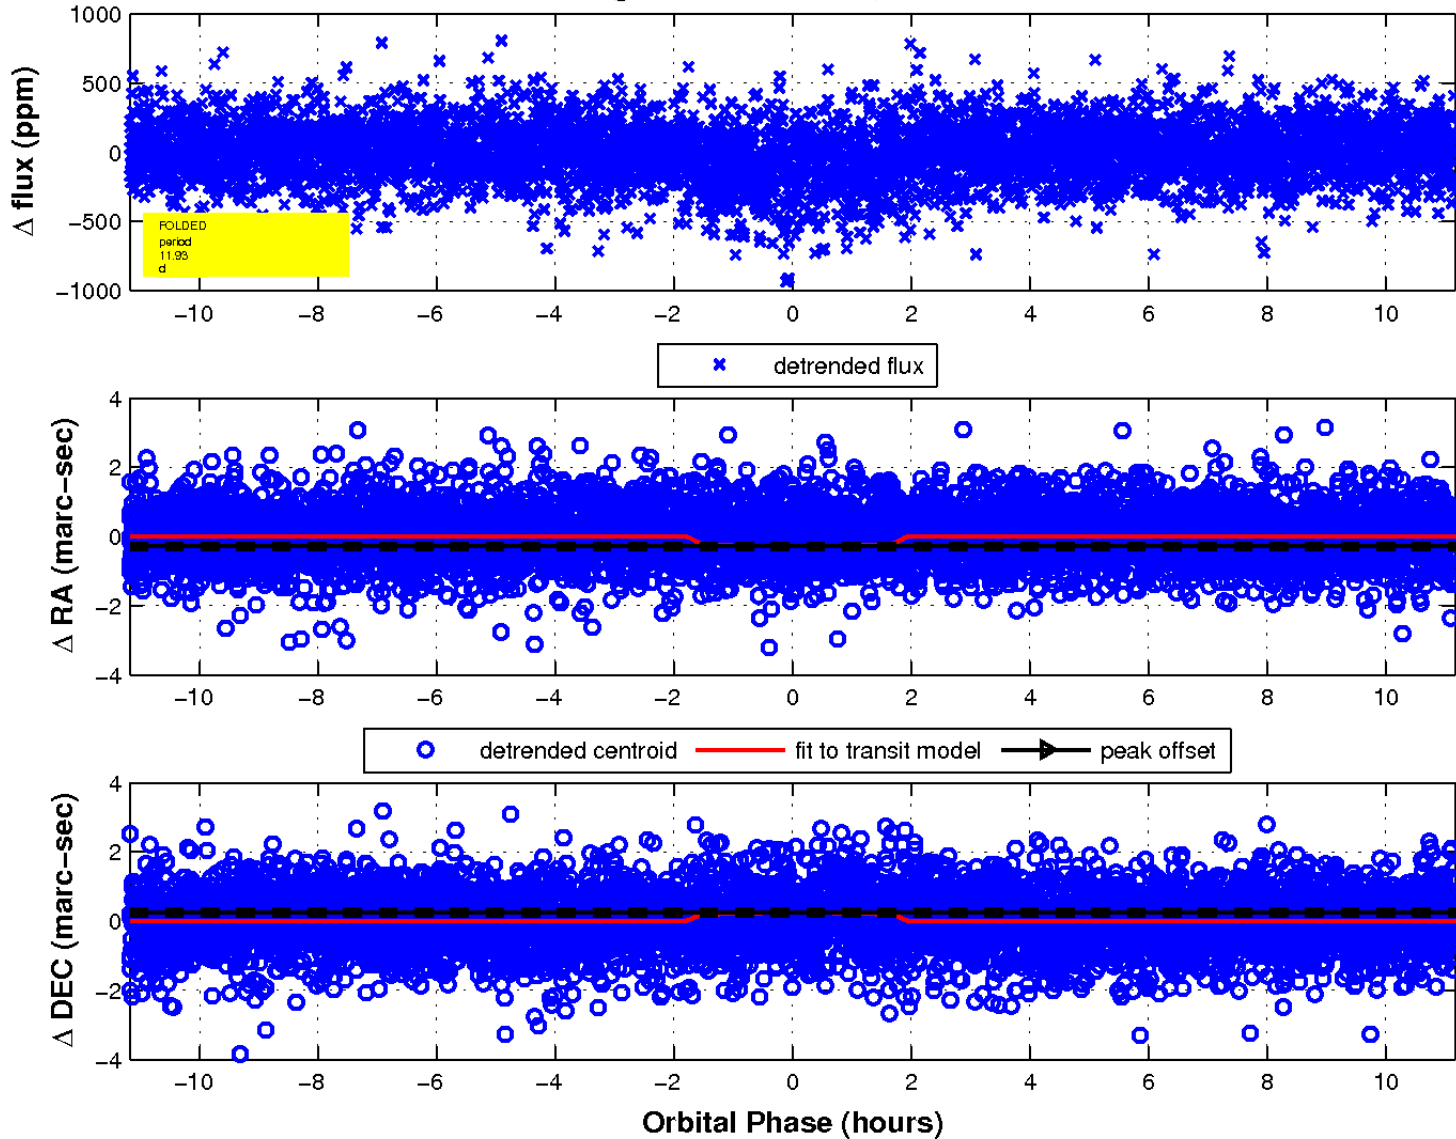 1000
500
0
−500
−1000
Δ flux (ppm)
FOLDED
period
11.93
d
−10 −8 −6 −4 −2 0 2 4 6 8 10
detrended flux
4
2
0
−2
−4
Δ RA (marc−sec)
−10 −8 −6 −4 −2 0 2 4 6 8 10
detrended centroid fit to transit model peak offset
4
2
0
−2
−4
Δ DEC (marc−sec)
−10 −8 −6 −4 −2 0 2 4 6 8 10
Orbital Phase (hours)